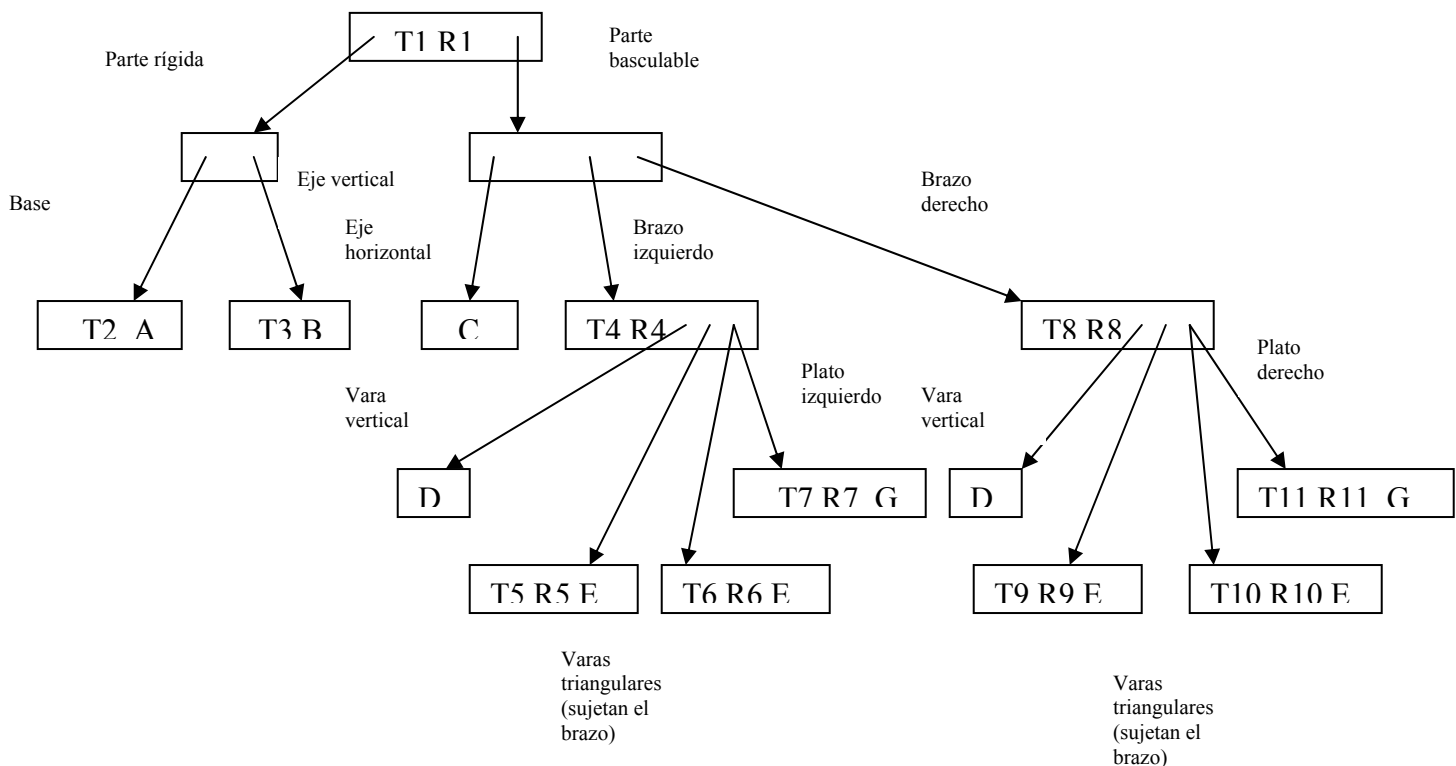 T1 R1
Parte
basculable
Parte rígida
Eje vertical
Base
Eje
horizontal
Brazo
izquierdo
Brazo
derecho
T2 A
T3 B
C
T4 R4
T8 R8
Plato
izquierdo
Plato
derecho
Vara
vertical
Vara
vertical
D
T7 R7 G
D
T11 R11 G
T5 R5 E
T6 R6 E
T9 R9 E
T10 R10 E
Varas
triangulares
(sujetan el
brazo)
Varas
triangulares
(sujetan el
brazo)